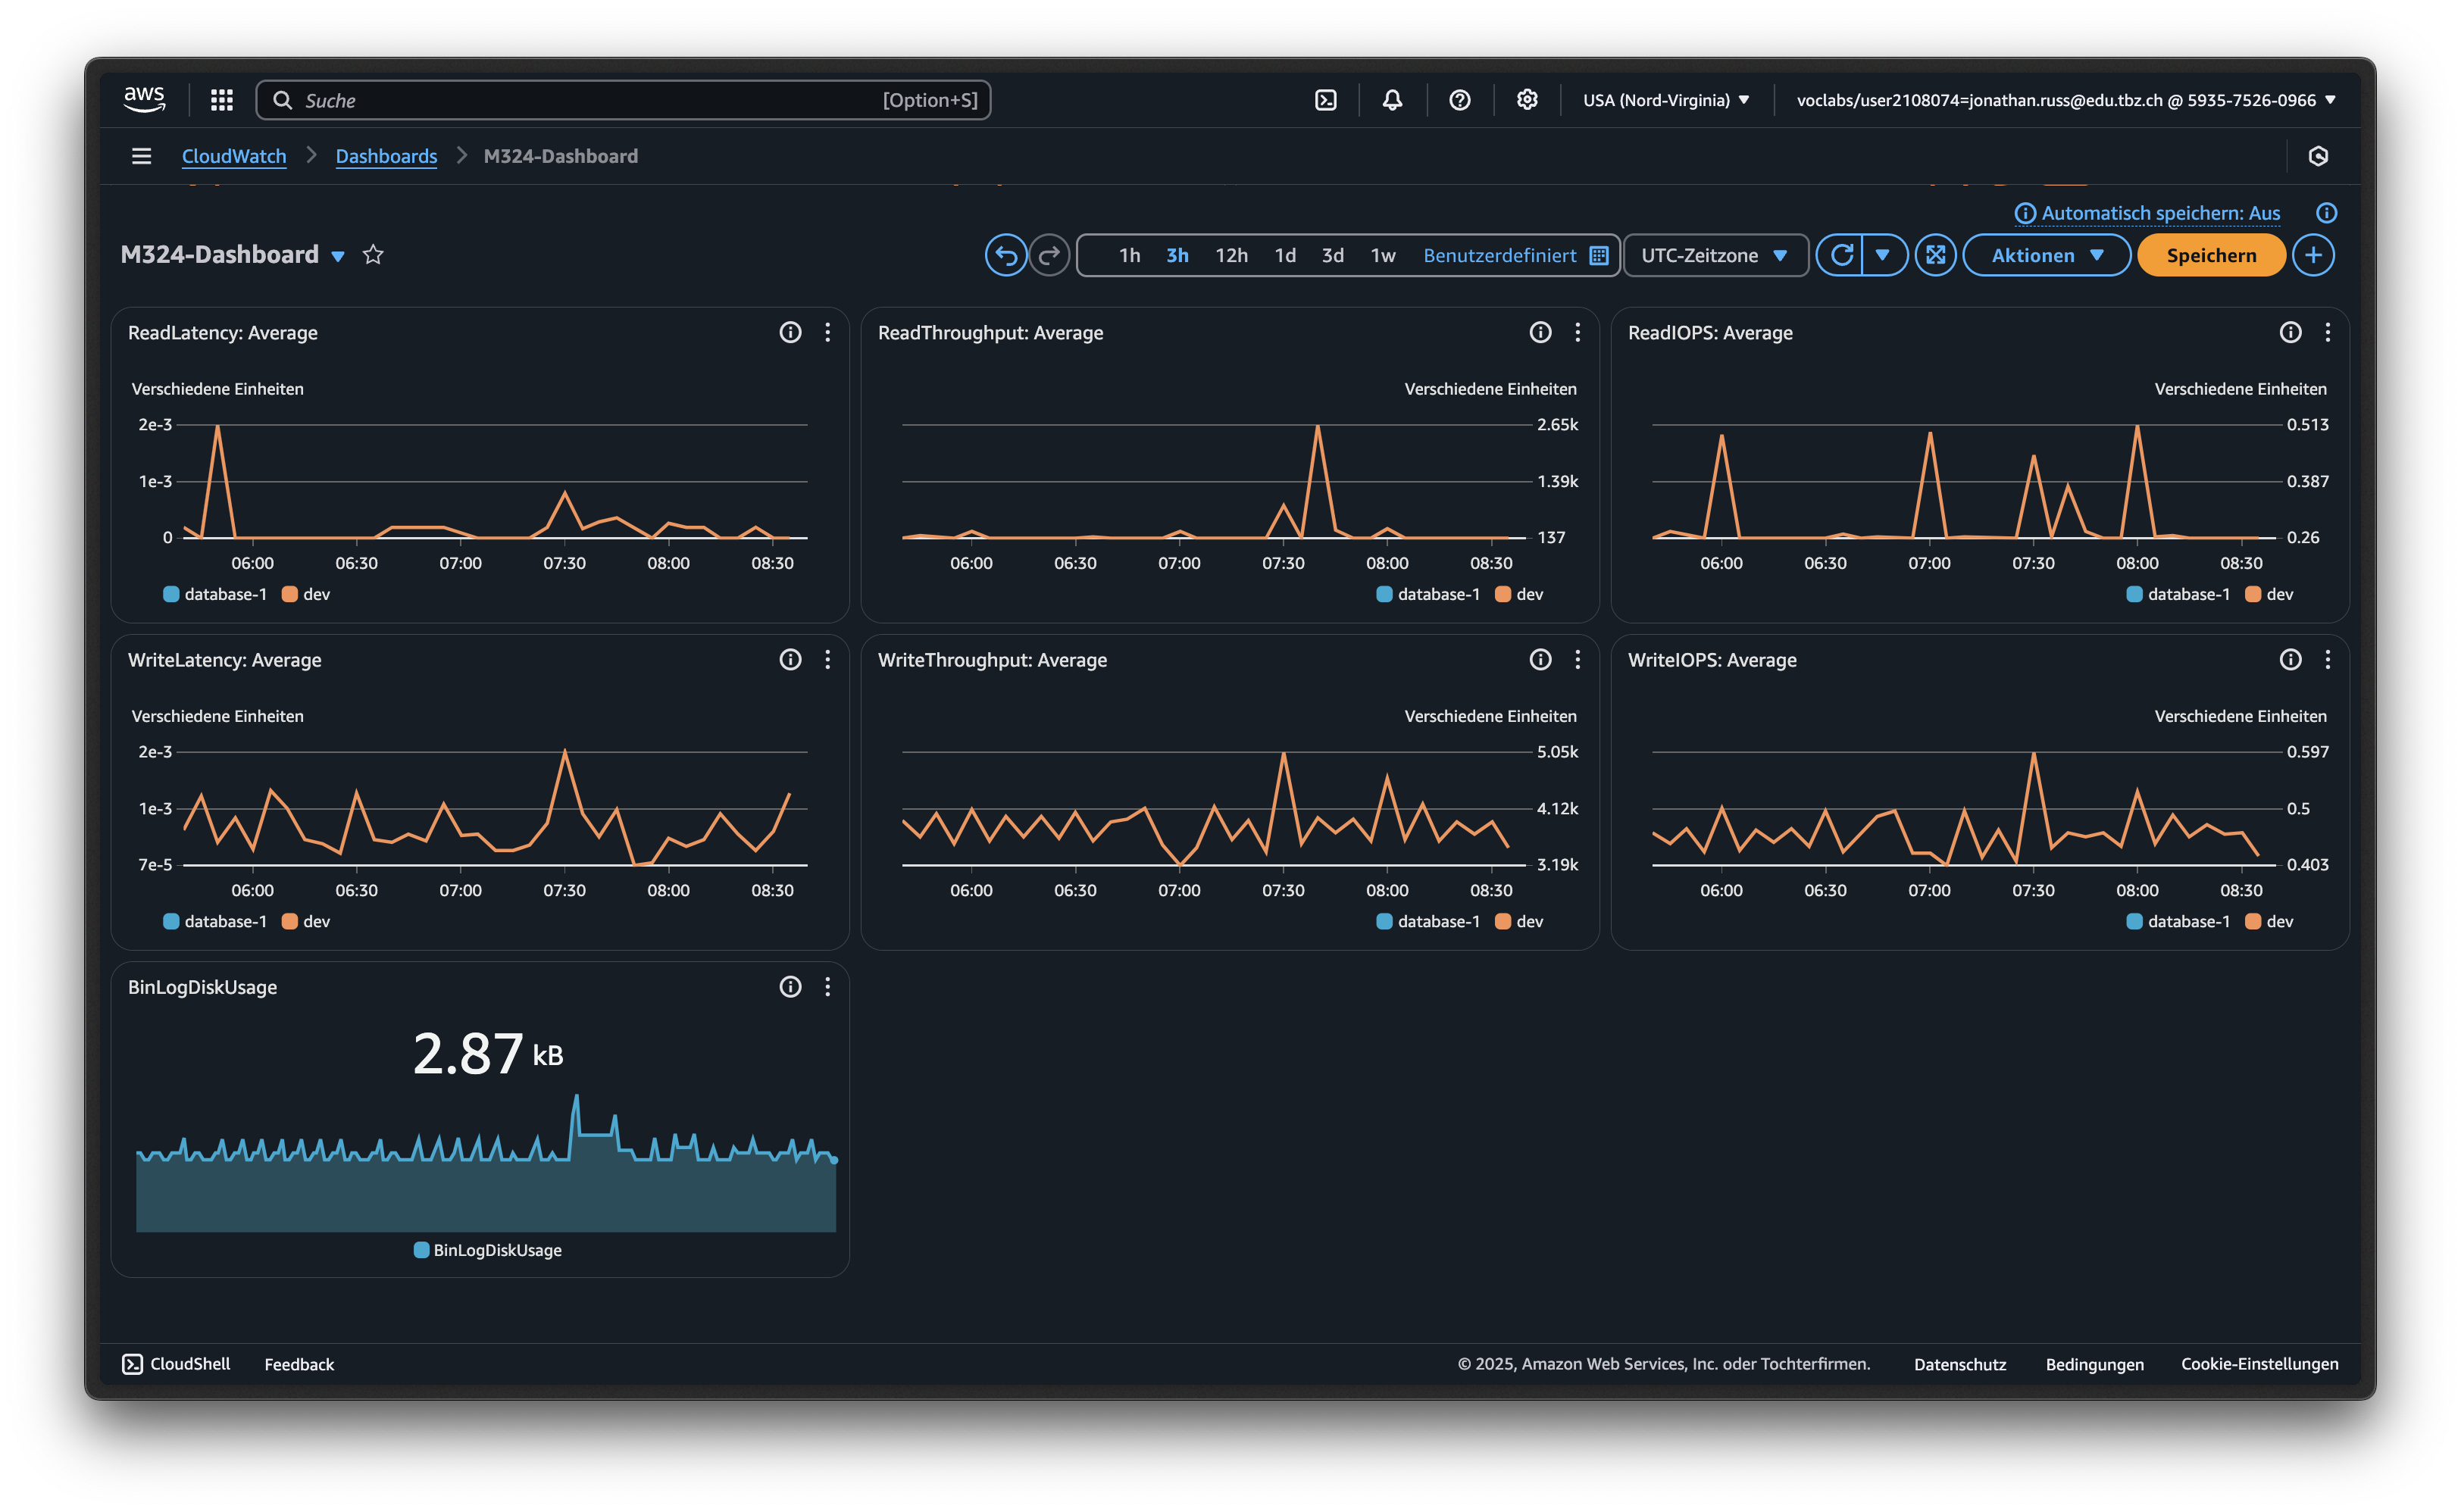 aws
Suche [Option+S]
USA (Nord-Virginia)
voclabs/user2108074=jonathan.russ@edu.tbz.ch @ 5935-7526-0966
CloudWatch > Dashboards > M324-Dashboard
Automatisch speichern: Aus
M324-Dashboard
1h 3h 12h 1d 3d 1w Benutzerdefiniert
UTC-Zeitzone
Aktionen
Speichern
ReadLatency: Average
Verschiedene Einheiten
2e-3
1e-3
0
06:00 06:30 07:00 07:30 08:00 08:30
database-1 dev
ReadThroughput: Average
Verschiedene Einheiten
2.65k
1.39k
137
06:00 06:30 07:00 07:30 08:00 08:30
database-1 dev
ReadIOPS: Average
Verschiedene Einheiten
0.513
0.387
0.26
06:00 06:30 07:00 07:30 08:00 08:30
database-1 dev
WriteLatency: Average
Verschiedene Einheiten
2e-3
1e-3
7e-5
06:00 06:30 07:00 07:30 08:00 08:30
database-1 dev
WriteThroughput: Average
Verschiedene Einheiten
5.05k
4.12k
3.19k
06:00 06:30 07:00 07:30 08:00 08:30
database-1 dev
WriteIOPS: Average
Verschiedene Einheiten
0.597
0.5
0.403
06:00 06:30 07:00 07:30 08:00 08:30
database-1 dev
BinLogDiskUsage
2.87 kB
BinLogDiskUsage
CloudShell Feedback
© 2025, Amazon Web Services, Inc. oder Tochterfirmen. Datenschutz Bedingungen Cookie-Einstellungen